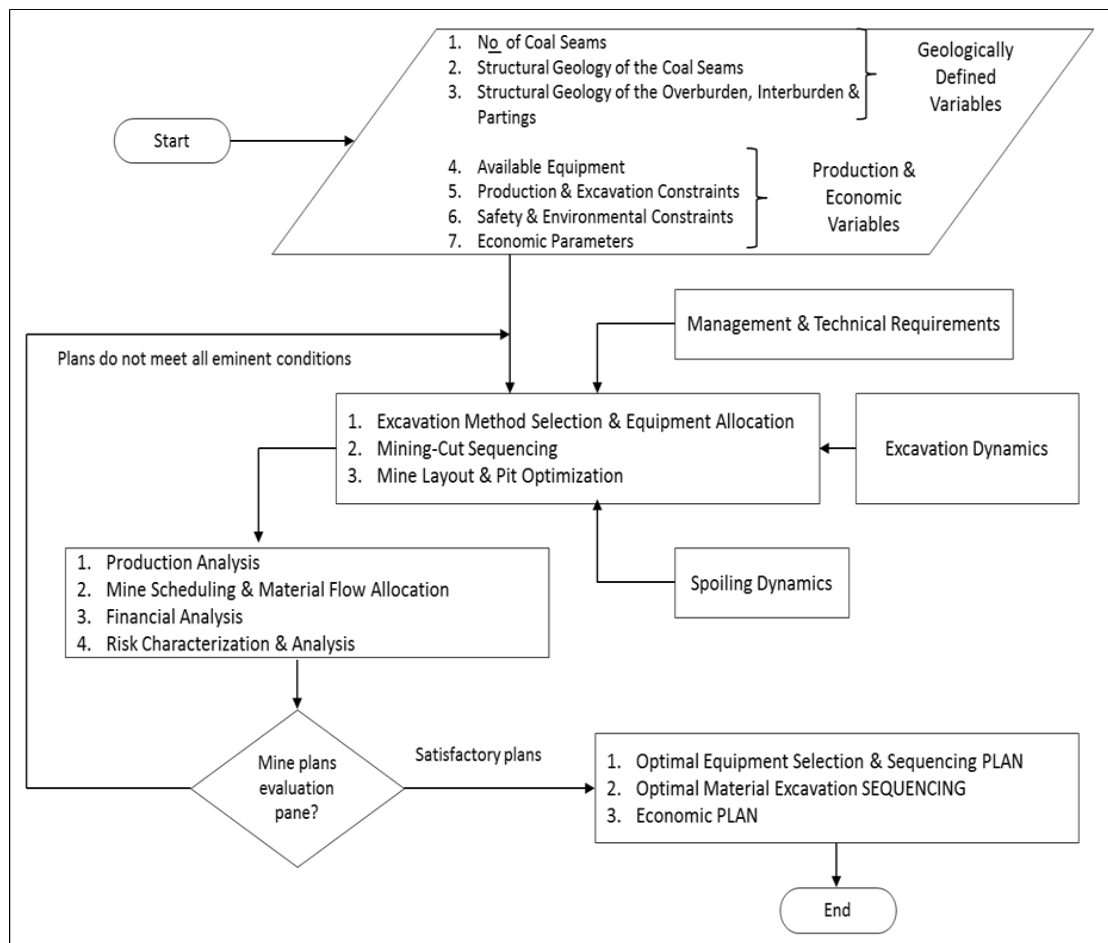 1. No of Coal Seams
2. Structural Geology of the Coal Seams
3. Structural Geology of the Overburden, Interburden &
Partings
Geologically
Defined
Variables
Start
4. Available Equipment
5. Production & Excavation Constraints
6. Safety & Environmental Constraints
7. Economic Parameters
Production &
Economic
Variables
Management & Technical Requirements
Plans do not meet all eminent conditions
1. Excavation Method Selection & Equipment Allocation
2. Mining-Cut Sequencing
3. Mine Layout & Pit Optimization
Excavation Dynamics
Spoiling Dynamics
1. Production Analysis
2. Mine Scheduling & Material Flow Allocation
3. Financial Analysis
4. Risk Characterization & Analysis
Mine plans
evaluation
pane?
Satisfactory plans
1. Optimal Equipment Selection & Sequencing PLAN
2. Optimal Material Excavation SEQUENCING
3. Economic PLAN
End